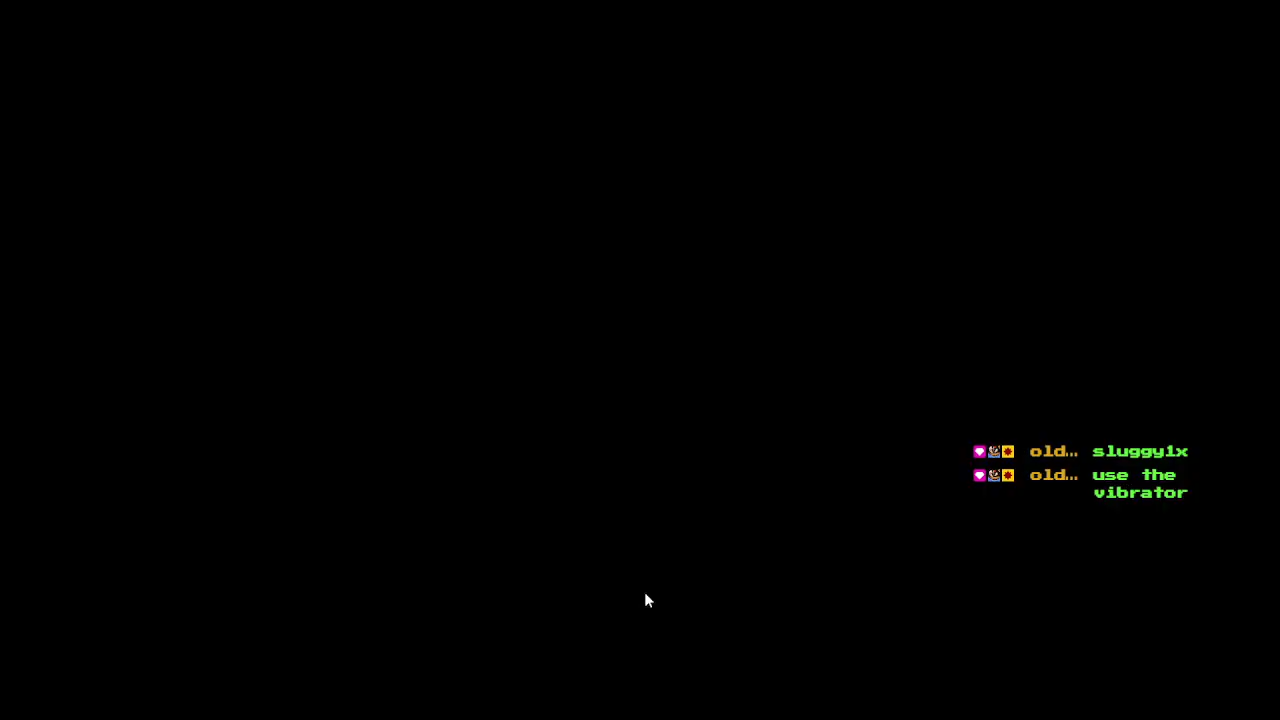 old… sluggy1x
old… use the
vibrator